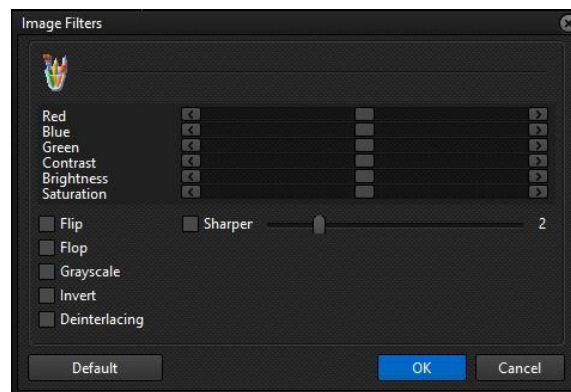 Image Filters
Red
Blue
Green
Contrast
Brightness
Saturation
Flip
Sharper 2
Flop
Grayscale
Invert
Deinterlacing
Default OK Cancel